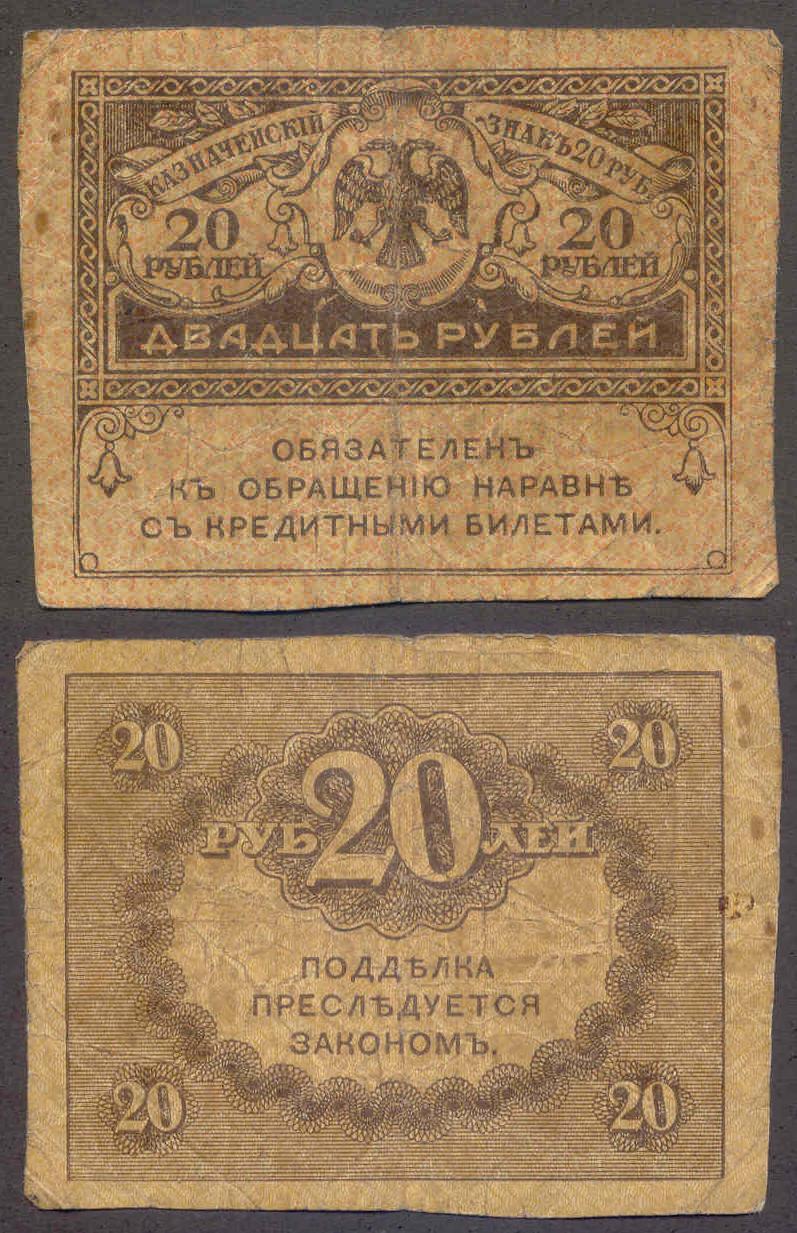 КАЗНАЧЕЙСКІЙ ЗНАКЪ 20 РУБ.
20 РУБЛЕЙ
20 РУБЛЕЙ
ДВАДЦАТЬ РУБЛЕЙ
ОБЯЗАТЕЛЕНЪ
КЪ ОБРАЩЕНІЮ НАРАВНѢ
СЪ КРЕДИТНЫМИ БИЛЕТАМИ.
20 20
РУБ 20 ЛЕЙ
ПОДДѢЛКА
ПРЕСЛѢДУЕТСЯ
ЗАКОНОМЪ.
20 20